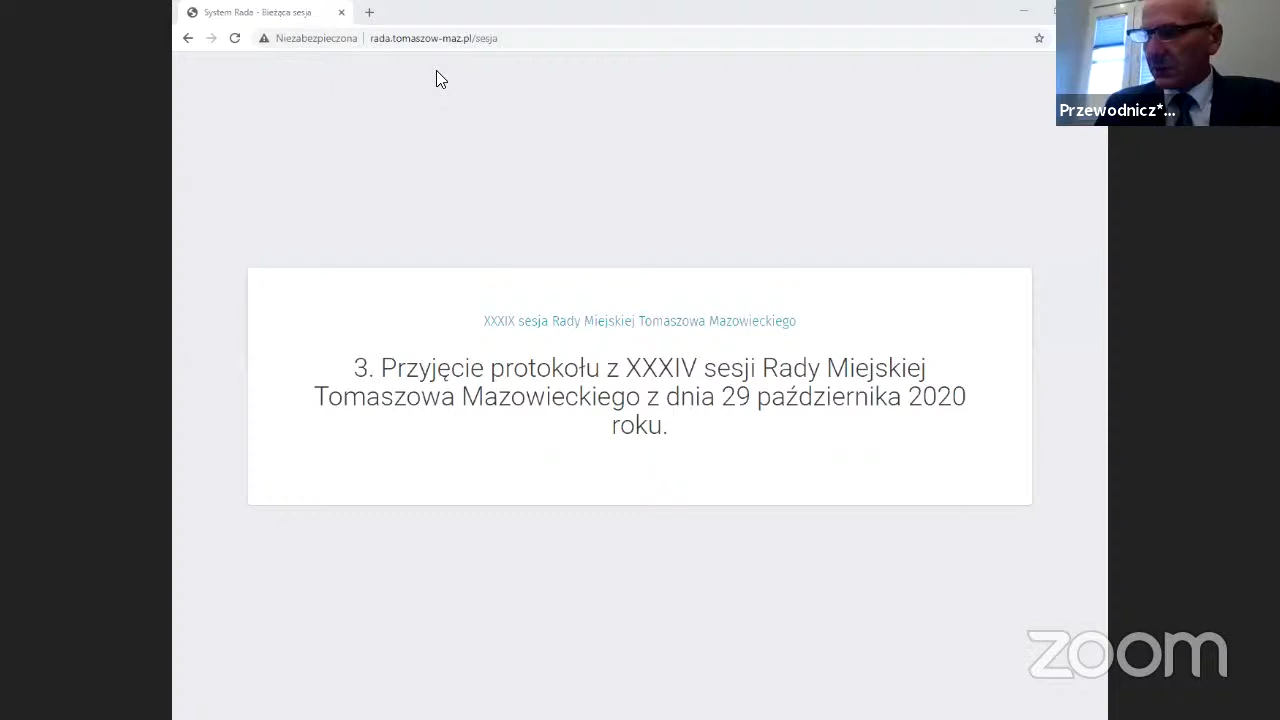 System Rada - Bieżąca sesja
Niezabezpieczona
rada.tomaszow-maz.pl/sesja
Przewodnicz*...
XXXIX sesja Rady Miejskiej Tomaszowa Mazowieckiego
3. Przyjęcie protokołu z XXXIV sesji Rady Miejskiej
Tomaszowa Mazowieckiego z dnia 29 października 2020
roku.
zoom